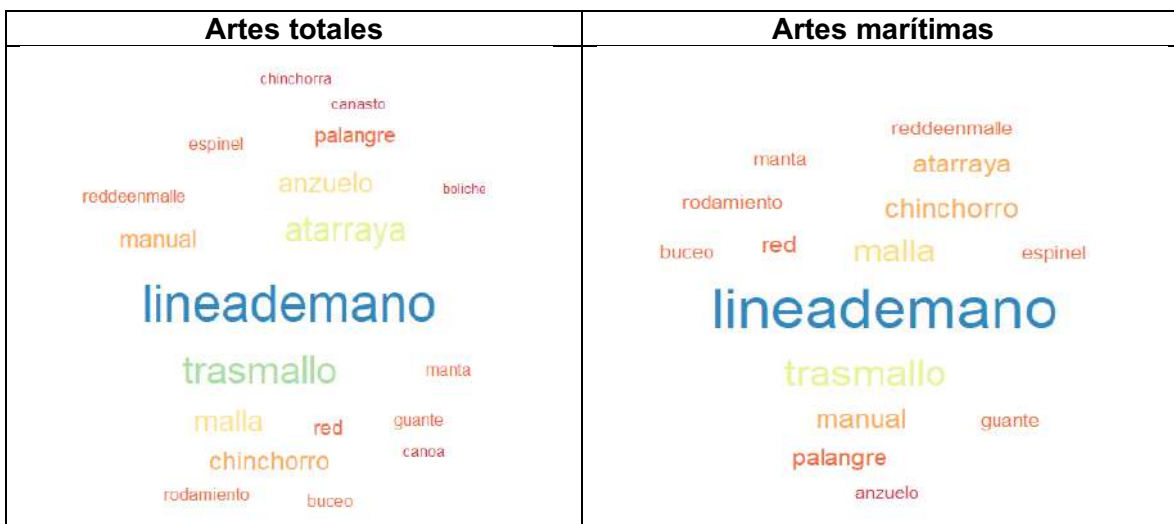 Artes totales
chinchorra
canasto
espinel palangre
anzuelo boliche
reddeenmalle
manual atarraya
lineademano
trasmallo manta
malla red guante
chinchorro canoa
rodamiento buceo
Artes marítimas
reddeenmalle
manta atarraya
rodamiento chinchorro
buceo red malla espinel
lineademano
trasmallo
manual guante
palangre
anzuelo